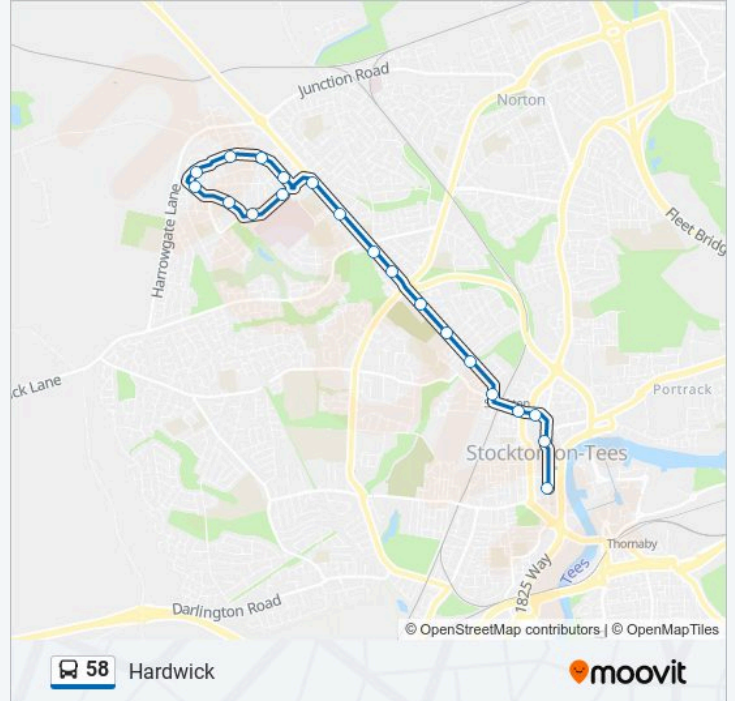 Junction Road
Norton
Harrowgate Lane
Fleet Bridg
ck Lane
Portrack
Stockton-on-Tees
Thornaby
1825 Way
Tees
Darlington Road
© OpenStreetMap contributors | © OpenMapTiles
58 Hardwick
moovit